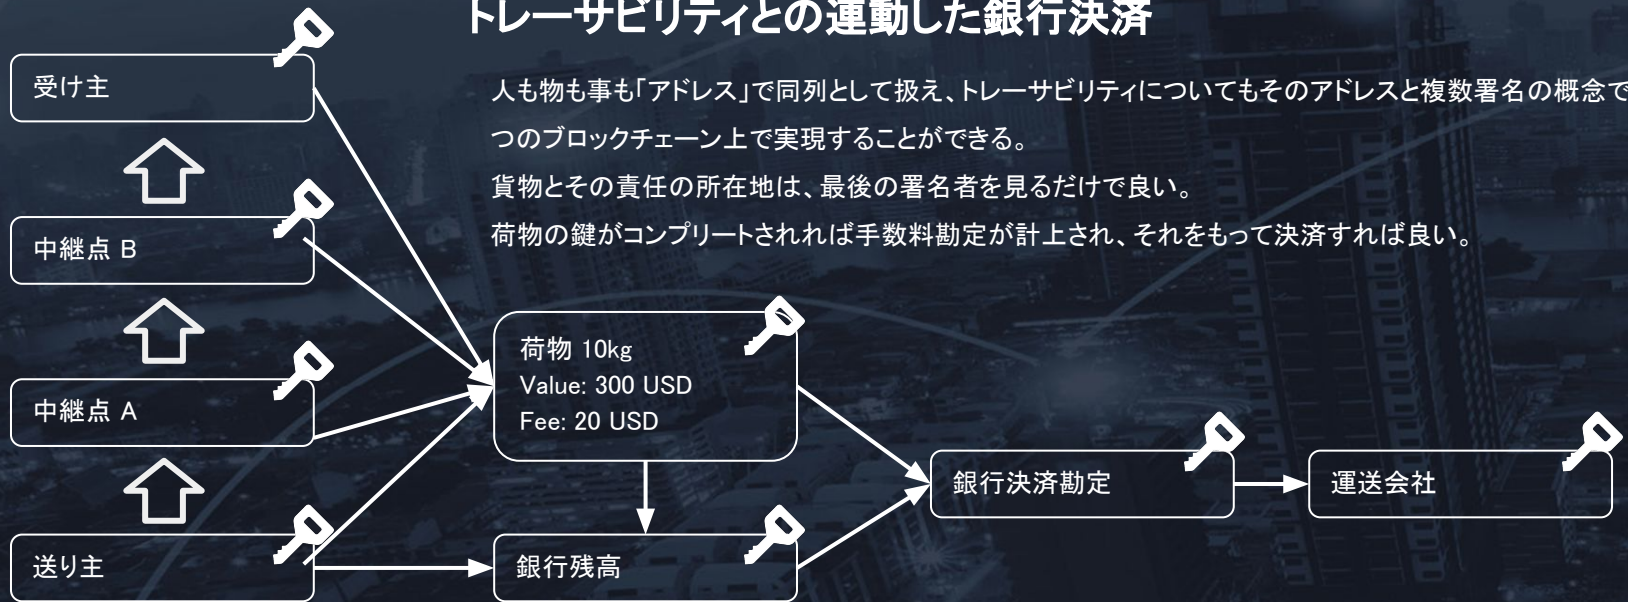 トレーサビリティとの運動した銀行決済
人も物も事も「アドレス」で同列として扱え、トレーサビリティについてもそのアドレスと複数署名の概念で
つのブロックチェーン上で実現することができる。
貨物とその責任の所在地は、最後の署名者を見るだけで良い。
荷物の鍵がコンプリートされれば手数料勘定が計上され、それをもって決済すれば良い。
受け主
中継点 B
中継点 A
送り主
荷物 10kg
Value: 300 USD
Fee: 20 USD
銀行残高
銀行決済勘定
運送会社